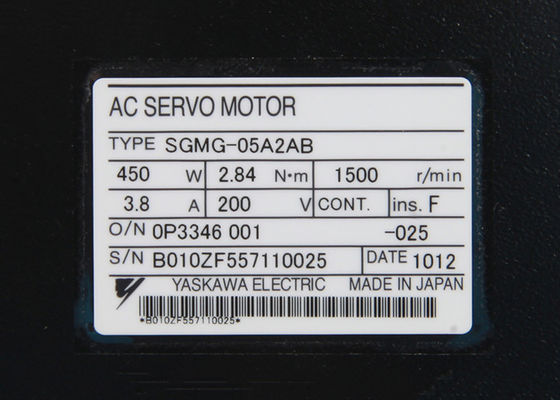 AC SERVO MOTOR
TYPE SGMG-05A2AB
450 W 2.84 N·m 1500 r/min
3.8 A 200 V CONT. ins. F
O/N 0P3346 001 -025
S/N B010ZF557110025 DATE 1012
YASKAWA ELECTRIC MADE IN JAPAN
*B010ZF557110025*